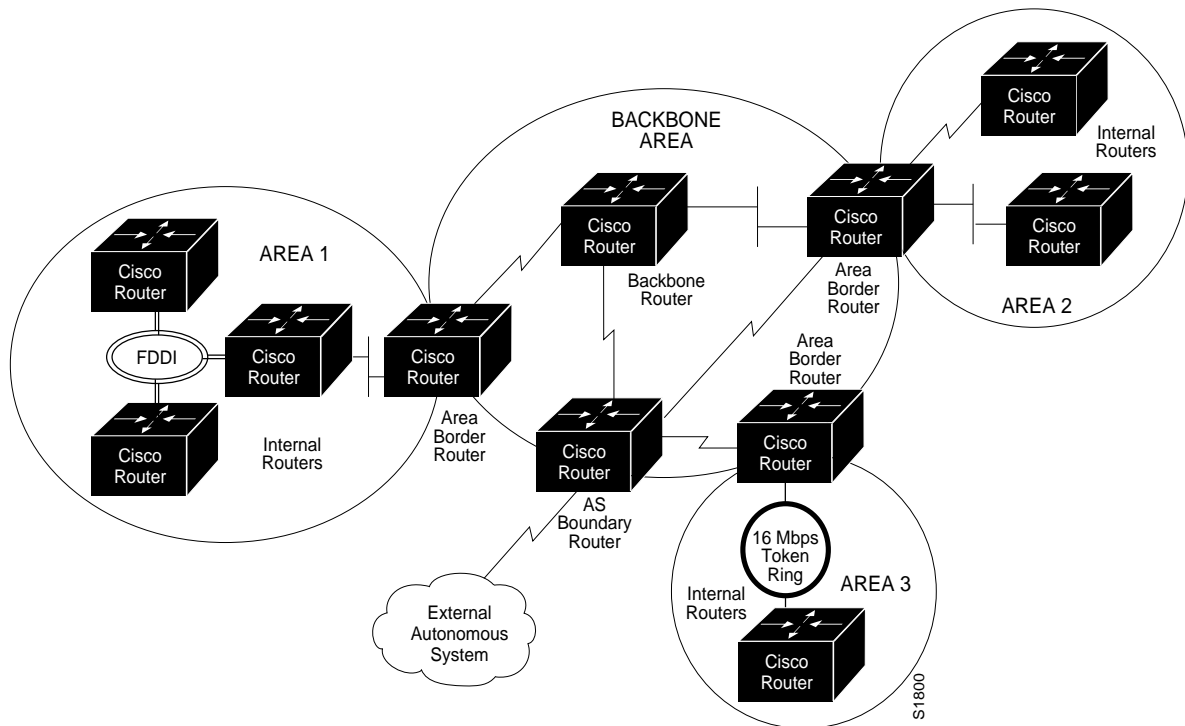 BACKBONE
AREA
Cisco
Router
Internal
Routers
Cisco
Router
Cisco
Router
Backbone
Router
Cisco
Router
Area
Border
Router
AREA 2
AREA 1
Cisco
Router
FDDI
Cisco
Router
Cisco
Router
Internal
Routers
Cisco
Router
Area
Border
Router
Area
Border
Router
Cisco
Router
AS
Boundary
Router
Cisco
Router
External
Autonomous
System
16 Mbps
Token
Ring
AREA 3
Internal
Routers
Cisco
Router
S1800